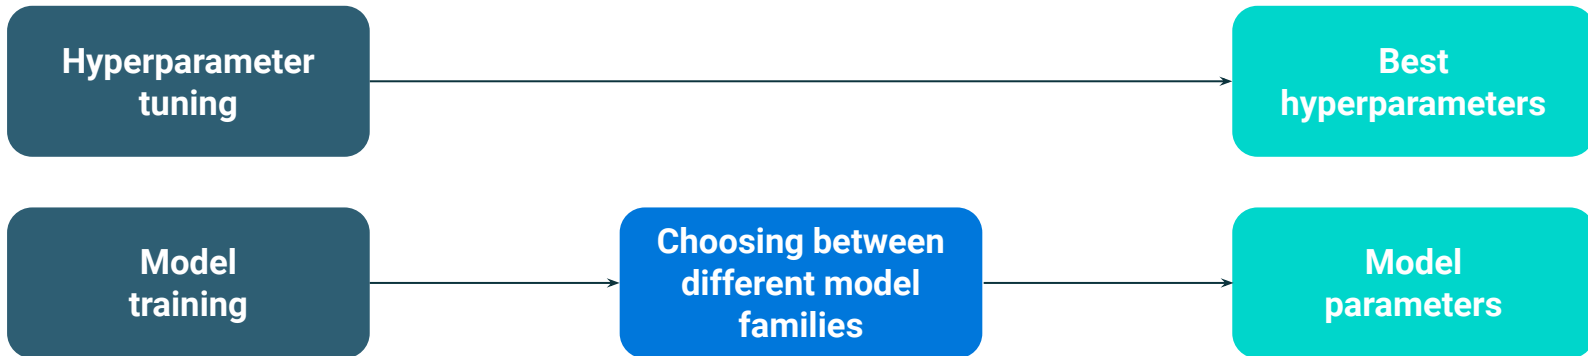 Hyperparameter
tuning
Best
hyperparameters
Model
training
Choosing between
different model
families
Model
parameters